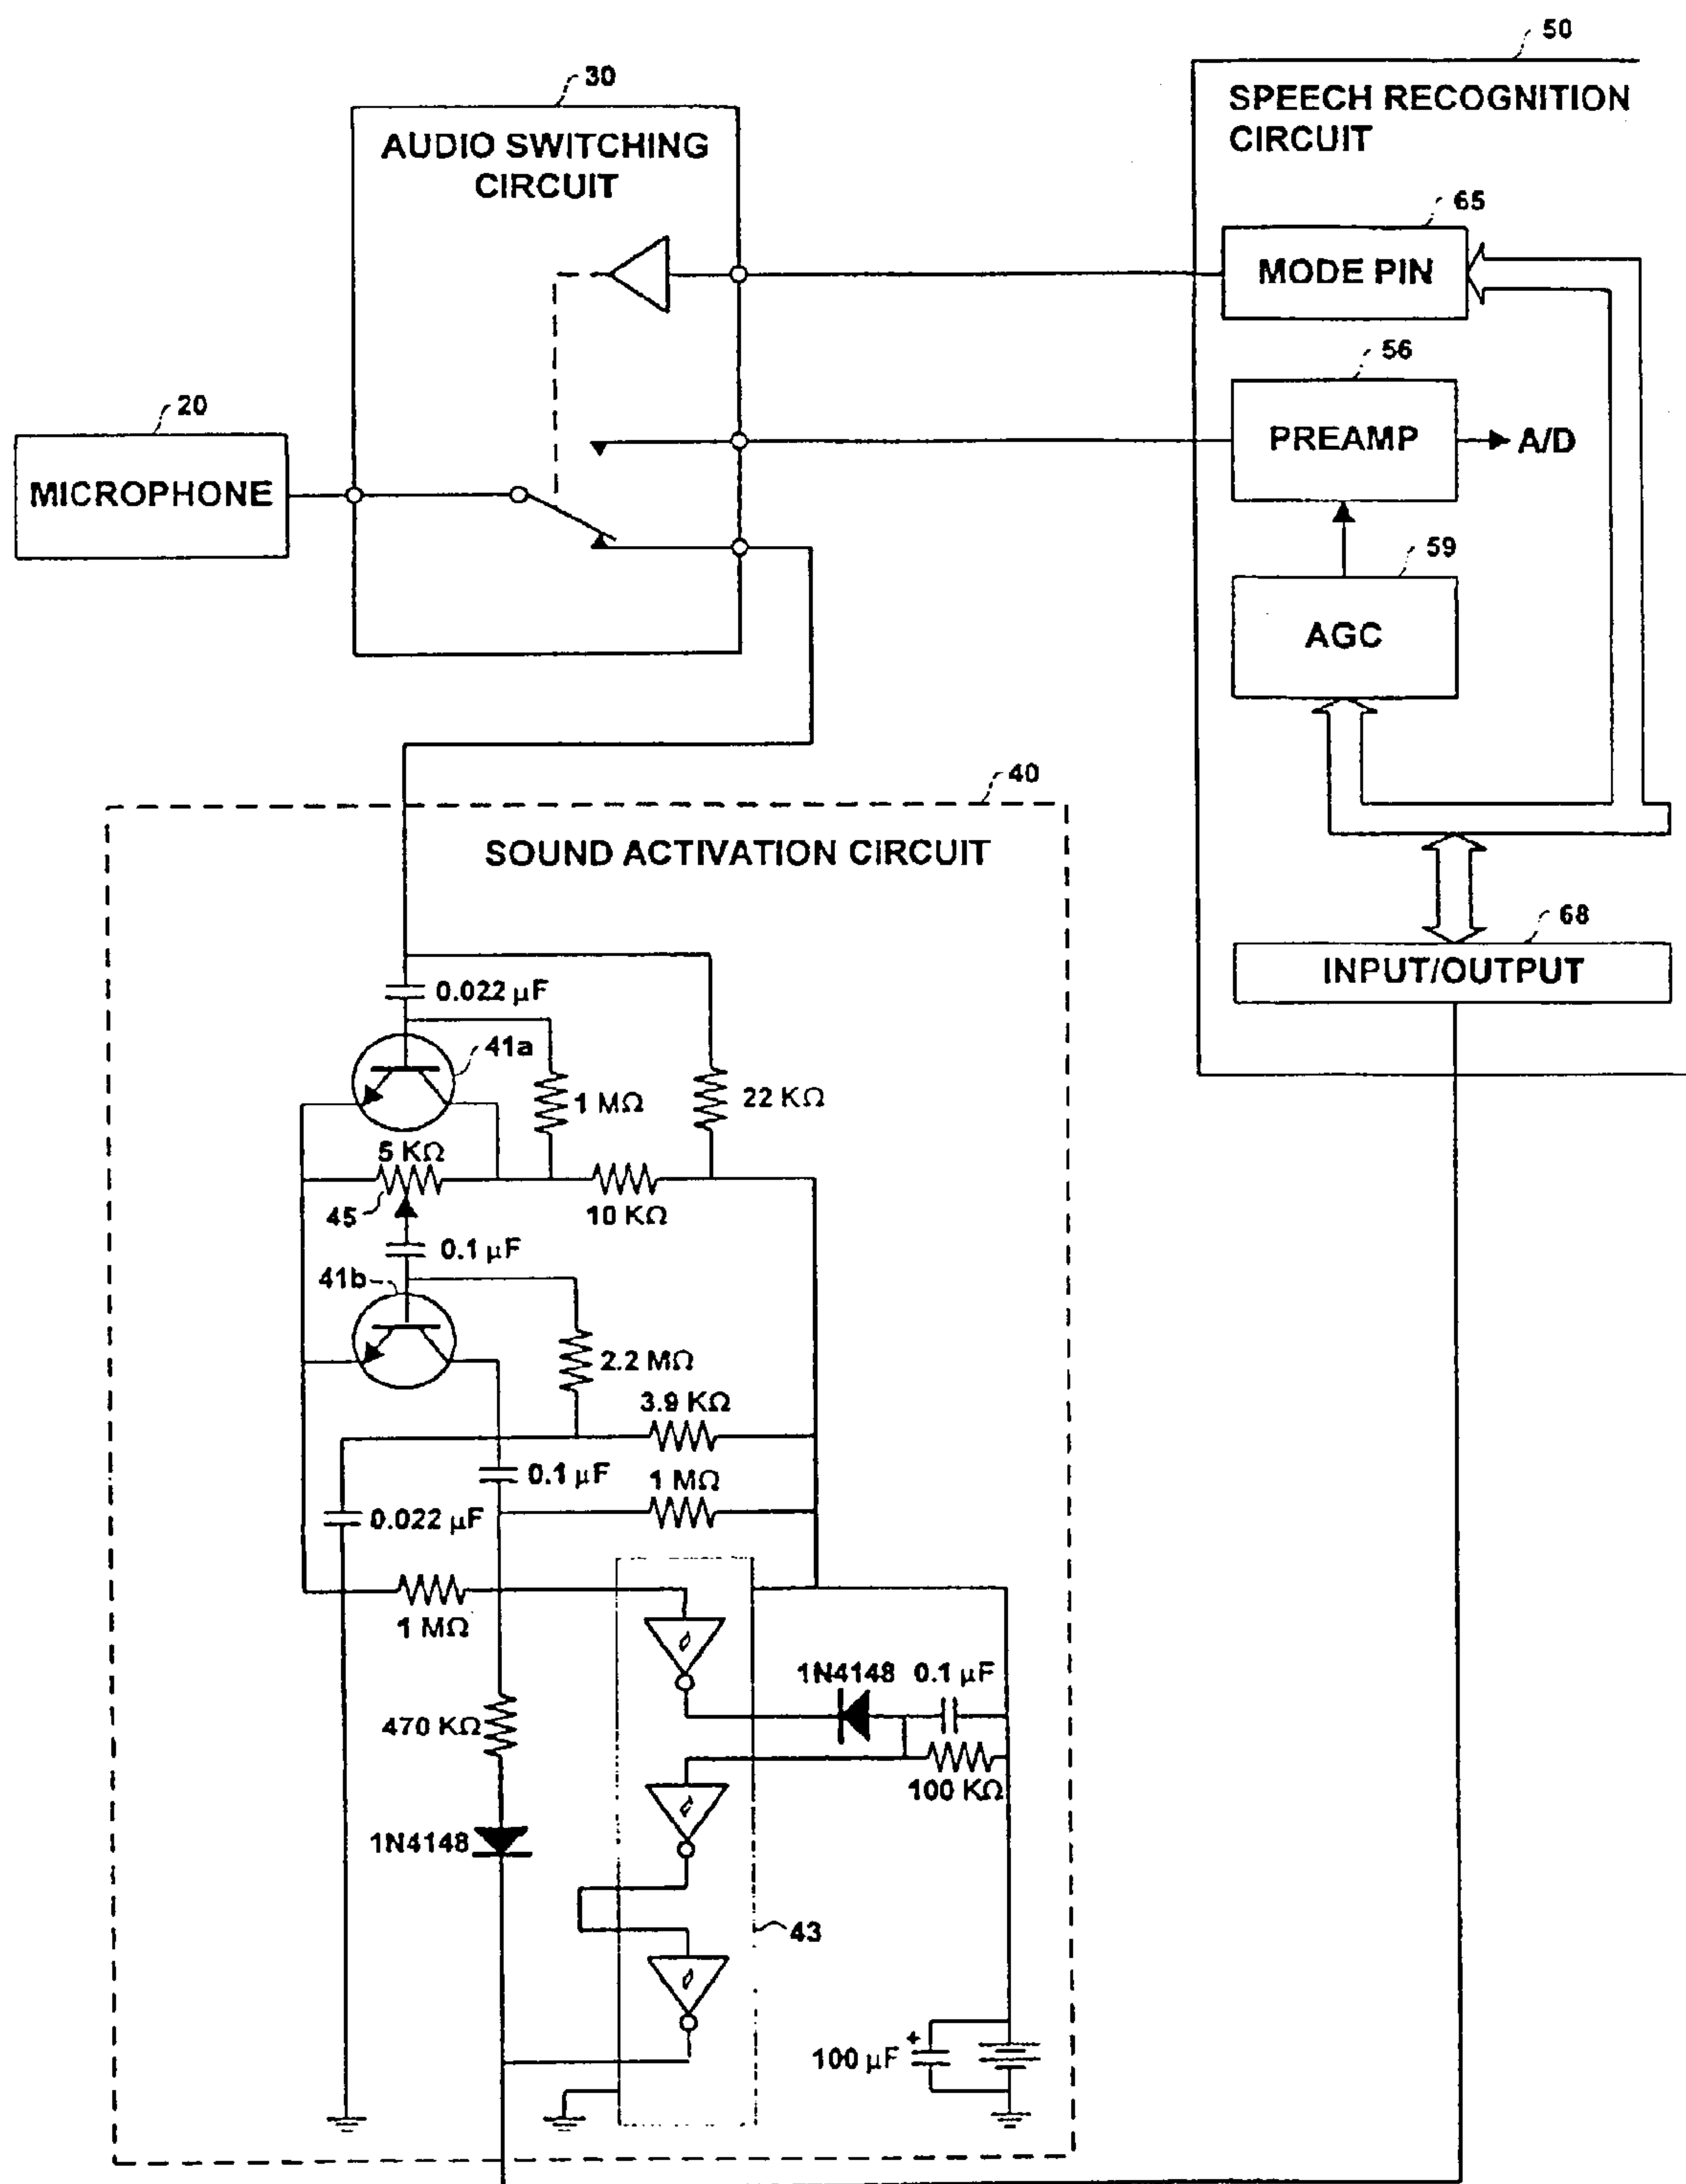 50
30
SPEECH RECOGNITION
CIRCUIT
AUDIO SWITCHING
CIRCUIT
65
MODE PIN
56
20
PREAMP
A/D
MICROPHONE
59
AGC
40
SOUND ACTIVATION CIRCUIT
68
INPUT/OUTPUT
0.022 µF
41a
1 MΩ
22 KΩ
5 KΩ
45
10 KΩ
0.1 µF
41b
2.2 MΩ
3.9 KΩ
0.1 µF
1 MΩ
0.022 µF
1 MΩ
1N4148
0.1 µF
470 KΩ
100 KΩ
1N4148
43
100 µF
+